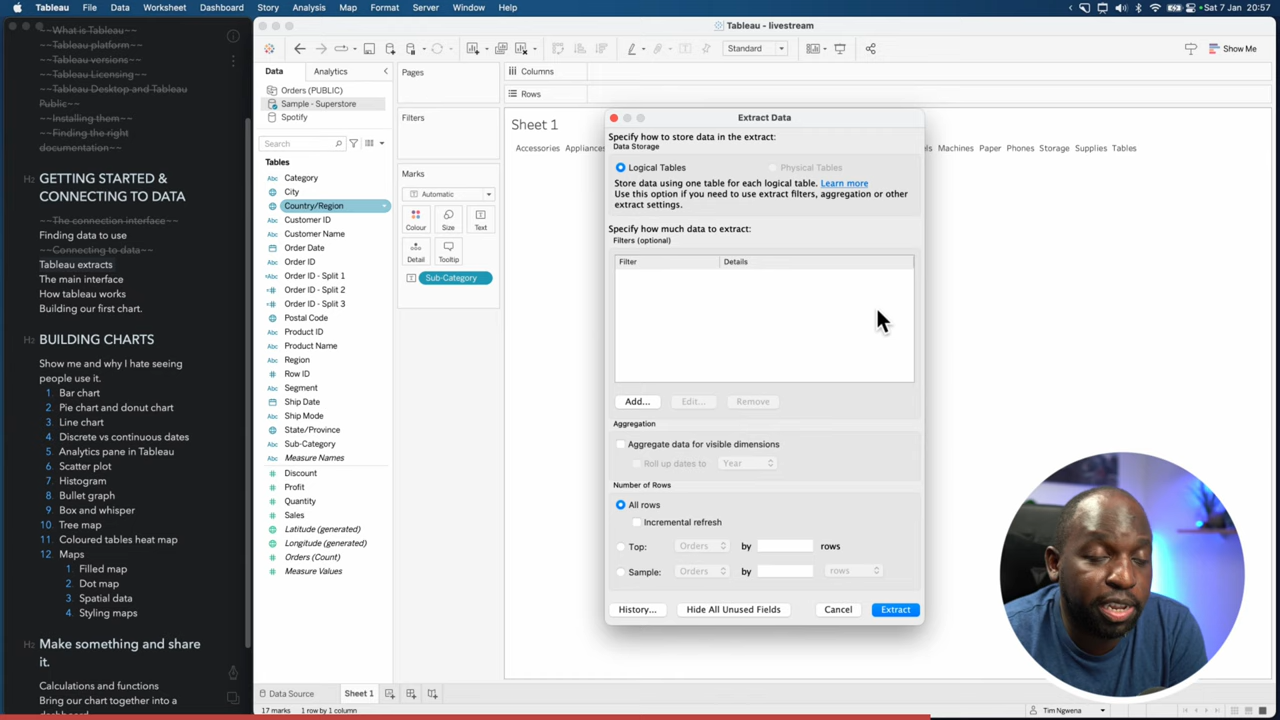 Tableau File Data Worksheet Dashboard Story Analysis Map Format Server Window Help Sat 7 Jan 20:57
~~What is Tableau~~
~~Tableau platform~~
~~Tableau versions~~
~~Tableau Licensing~~
~~Tableau Desktop and Tableau
Public~~
~~Installing them~~
~~Finding the right
documentation~~
H2 GETTING STARTED &
CONNECTING TO DATA
~~The connection interface~~
Finding data to use
~~Connecting to data~~
Tableau extracts
The main interface
How tableau works
Building our first chart.
H2 BUILDING CHARTS
Show me and why I hate seeing
people use it.
1. Bar chart
2. Pie chart and donut chart
3. Line chart
4. Discrete vs continuous dates
5. Analytics pane in Tableau
6. Scatter plot
7. Histogram
8. Bullet graph
9. Box and whisper
10. Tree map
11. Coloured tables heat map
12. Maps
1. Filled map
2. Dot map
3. Spatial data
4. Styling maps
H2 Make something and share
it.
Calculations and functions
Bring our chart together into a
dashboard
Tableau - livestream
Standard
Show Me
Data Analytics
Orders (PUBLIC)
Sample - Superstore
Spotify
Search
Tables
Abc Category
City
Country/Region
Abc Customer ID
Abc Customer Name
Order Date
Abc Order ID
Abc Order ID - Split 1
# Order ID - Split 2
# Order ID - Split 3
Postal Code
Abc Product ID
Abc Product Name
Abc Region
# Row ID
Abc Segment
Ship Date
Abc Ship Mode
State/Province
Abc Sub-Category
Abc Measure Names
# Discount
# Profit
# Quantity
# Sales
Latitude (generated)
Longitude (generated)
# Orders (Count)
# Measure Values
Pages
Filters
Marks
Automatic
Colour Size Text
Detail Tooltip
Sub-Category
Columns
Rows
Sheet 1
Accessories Machines Paper Phones Storage Supplies Tables
Extract Data
Specify how to store data in the extract:
Data Storage
Logical Tables Physical Tables
Store data using one table for each logical table. Learn more
Use this option if you need to use extract filters, aggregation or other
extract settings.
Specify how much data to extract:
Filters (optional)
Filter Details
Add... Edit... Remove
Aggregation
Aggregate data for visible dimensions
Roll up dates to Year
Number of Rows
All rows
Incremental refresh
Top: Orders by rows
Sample: Orders by rows
History... Hide All Unused Fields Cancel Extract
Data Source Sheet 1
17 marks 1 row by 1 column
Tim Ngwena